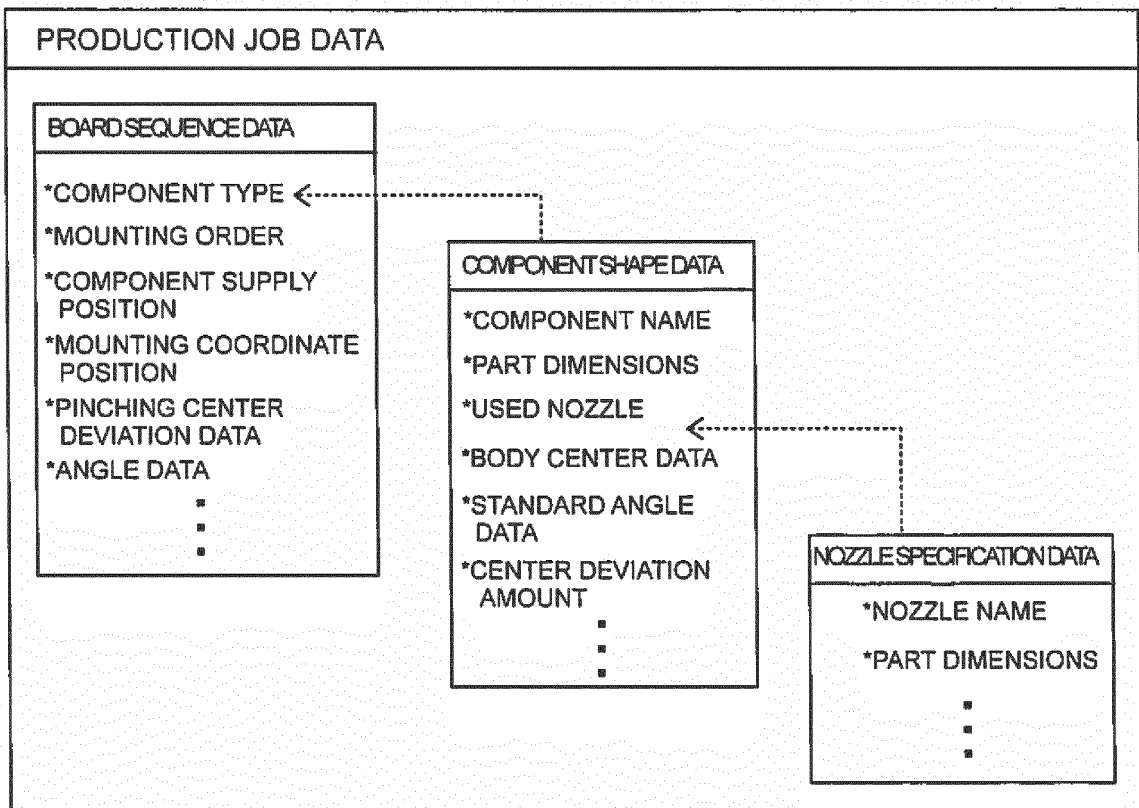 PRODUCTION JOB DATA
BOARD SEQUENCE DATA
*COMPONENT TYPE
*MOUNTING ORDER
*COMPONENT SUPPLY
POSITION
*MOUNTING COORDINATE
POSITION
*PINCHING CENTER
DEVIATION DATA
*ANGLE DATA
COMPONENT SHAPE DATA
*COMPONENT NAME
*PART DIMENSIONS
*USED NOZZLE
*BODY CENTER DATA
*STANDARD ANGLE
DATA
*CENTER DEVIATION
AMOUNT
NOZZLE SPECIFICATION DATA
*NOZZLE NAME
*PART DIMENSIONS